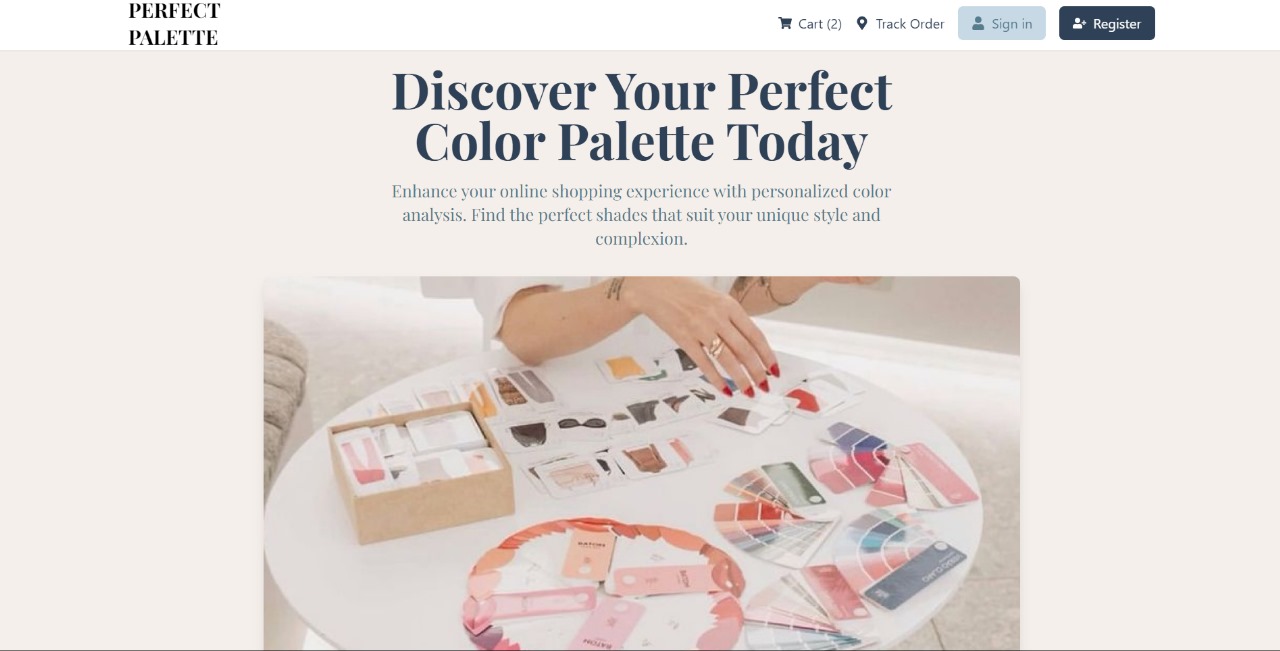 PERFECT
PALETTE
Cart (2)
Track Order
Sign in
Register
Discover Your Perfect
Color Palette Today
Enhance your online shopping experience with personalized color
analysis. Find the perfect shades that suit your unique style and
complexion.